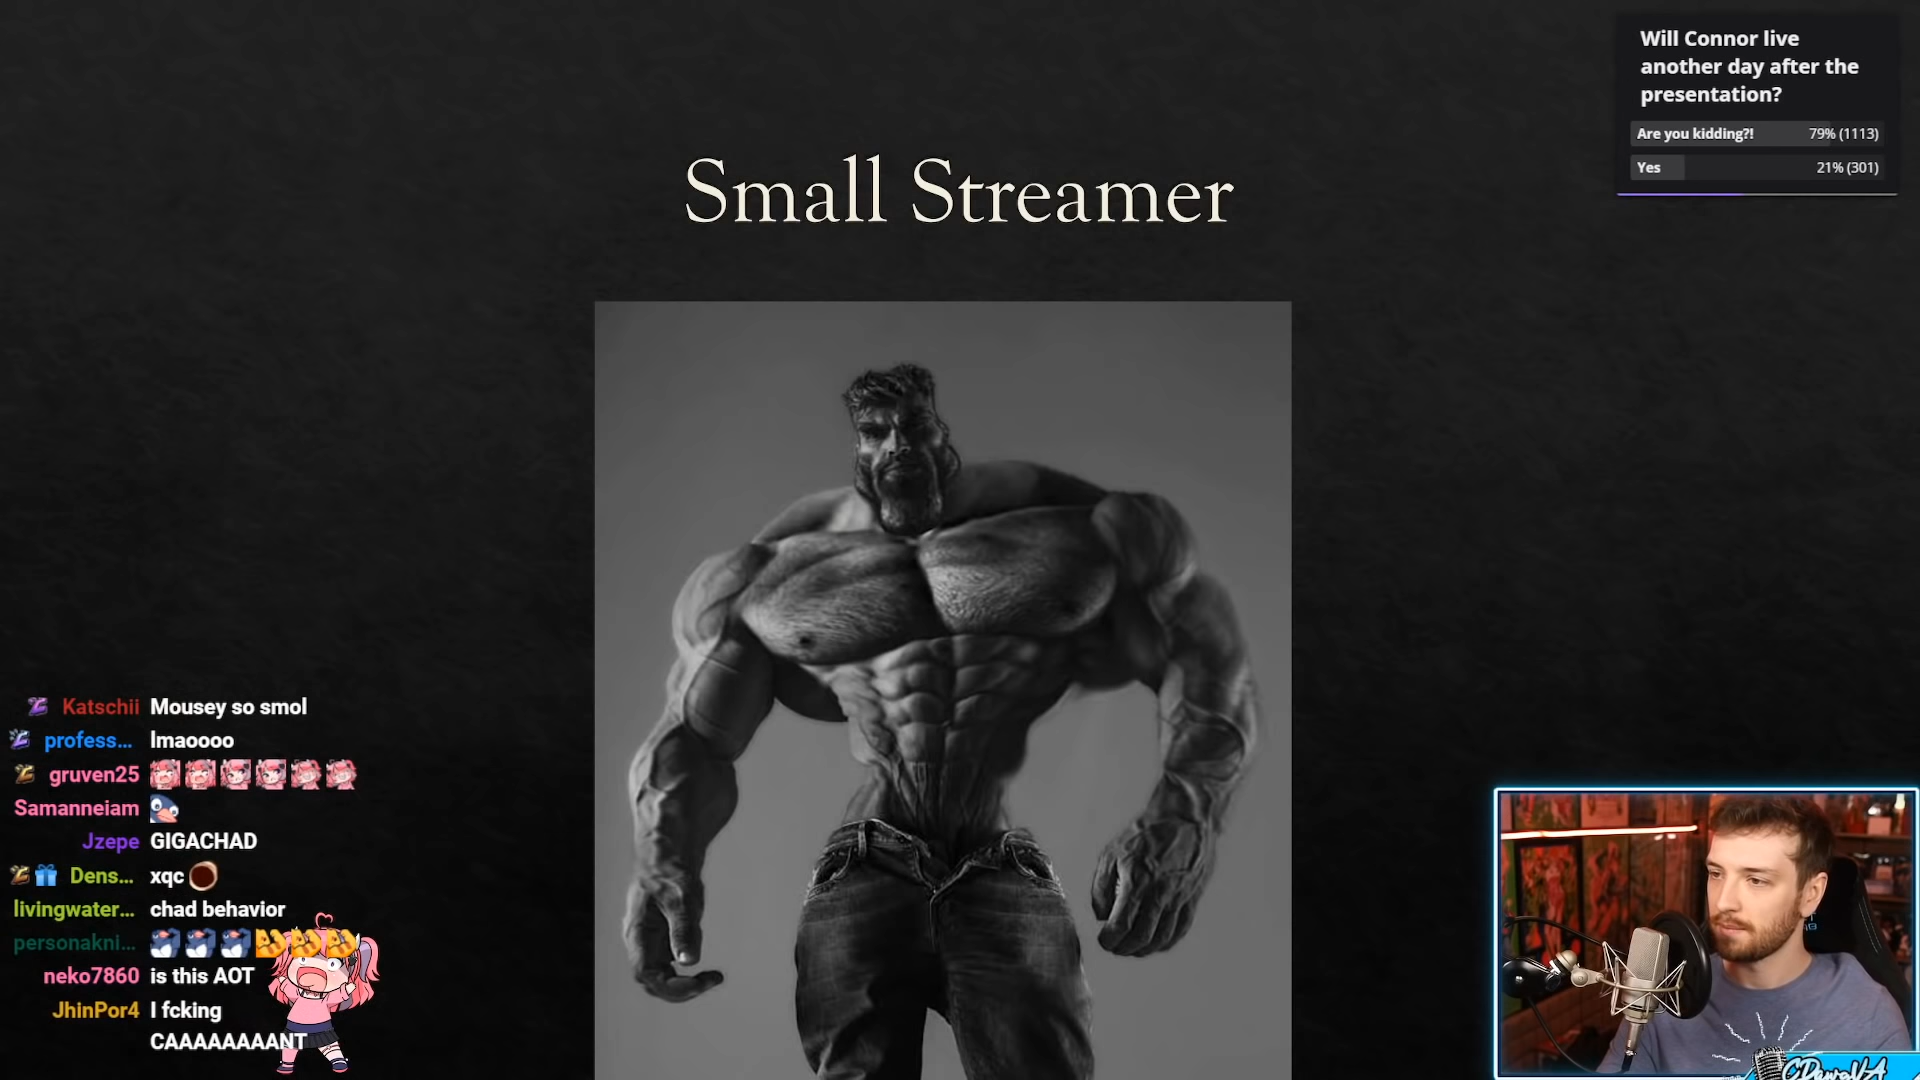 Will Connor live
another day after the
presentation?
Are you kidding?! 79% (1113)
Yes 21% (301)
Small Streamer
Katschii Mousey so smol
profess... lmaoooo
gruven25
Samanneiam
Jzepe GIGACHAD
Dens... xqc
livingwater... chad behavior
personakni...
neko7860 is this AOT
JhinPor4 I fcking
CAAAAAAAANT
CDawgVA